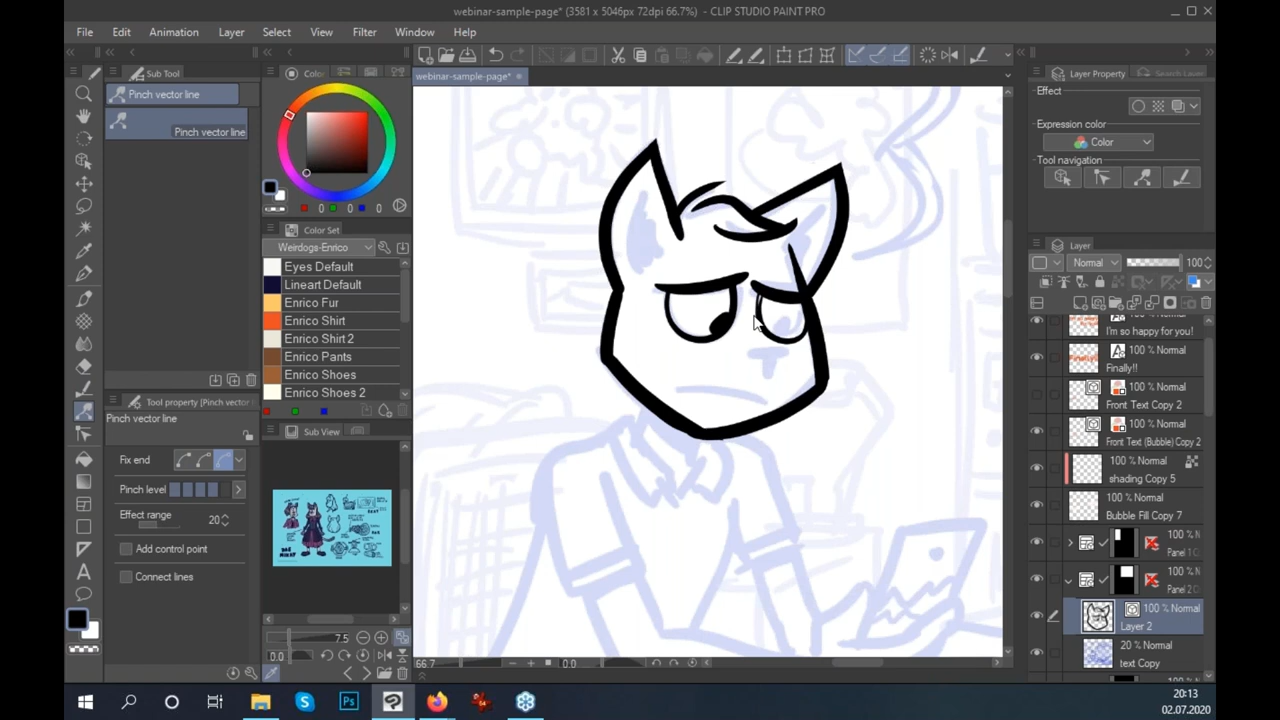 webinar-sample-page* (3581 x 5046px 72dpi 66.7%) - CLIP STUDIO PAINT PRO
File Edit Animation Layer Select View Filter Window Help
Sub Tool
Pinch vector line
Pinch vector line
Tool property [Pinch vector
Pinch vector line
Fix end
Pinch level
Effect range
20
Add control point
Connect lines
Color
0 0 0
Color Set
Weirdogs-Enrico
Eyes Default
Lineart Default
Enrico Fur
Enrico Shirt
Enrico Shirt 2
Enrico Pants
Enrico Shoes
Enrico Shoes 2
Sub View
7.5
0.0
webinar-sample-page*
66.7
0.0
Layer Property
Search Layer
Effect
Expression color
Color
Tool navigation
Layer
Normal
100
I'm so happy for you!
100 % Normal
Finally!!
100 % Normal
Front Text Copy 2
100 % Normal
Front Text (Bubble) Copy 2
100 % Normal
shading Copy 5
100 % Normal
Bubble Fill Copy 7
100 % N
Panel 1 C
100 % N
Panel 2 C
100 % Normal
Layer 2
20 % Normal
text Copy
20:13
02.07.2020